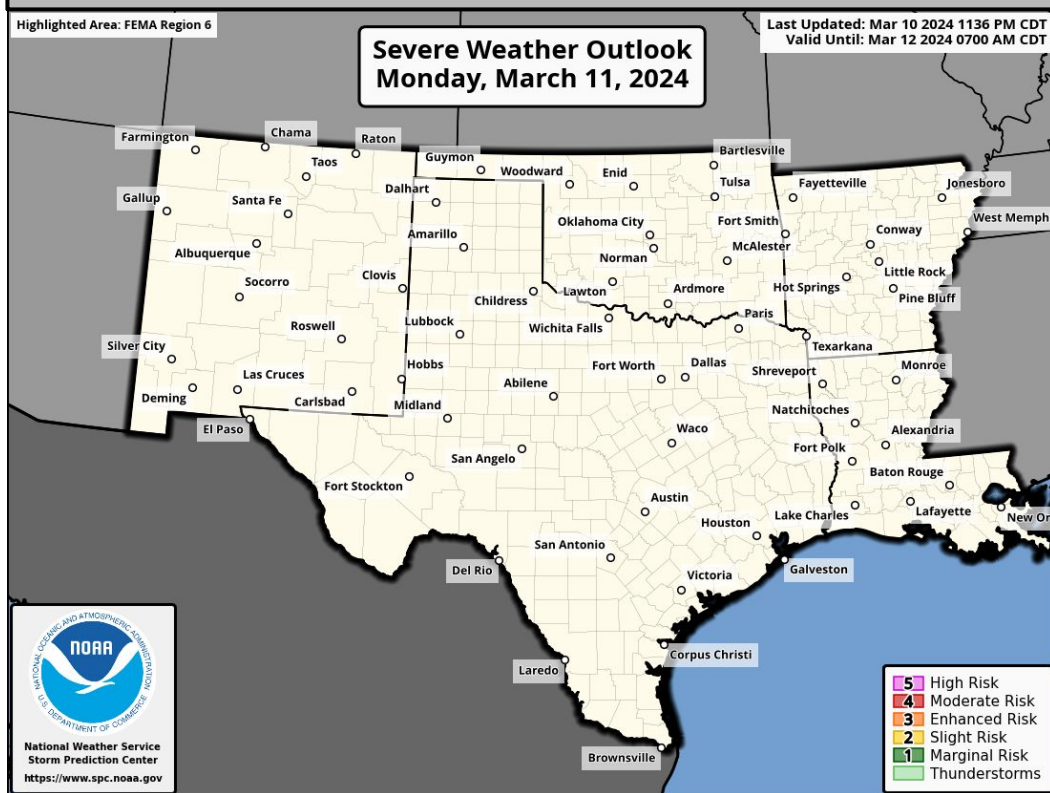 Highlighted Area: FEMA Region 6
Last Updated: Mar 10 2024 1136 PM CDT
Valid Until: Mar 12 2024 0700 AM CDT
Severe Weather Outlook
Monday, March 11, 2024
Farmington
Chama
Raton
Taos
Gallup
Santa Fe
Albuquerque
Socorro
Clovis
Roswell
Silver City
Las Cruces
Hobbs
Deming
Carlsbad
Guymon
Woodward
Enid
Bartlesville
Tulsa
Dalhart
Oklahoma City
Fort Smith
Amarillo
McAlester
Norman
Childress
Lawton
Ardmore
Fayetteville
Jonesboro
West Memph
Conway
Little Rock
Hot Springs
Pine Bluff
Lubbock
Wichita Falls
Paris
Texarkana
Fort Worth
Dallas
Shreveport
Monroe
Abilene
Midland
Natchitoches
El Paso
Waco
Alexandria
San Angelo
Fort Polk
Baton Rouge
Fort Stockton
Austin
Houston
Lake Charles
Lafayette
New Or
San Antonio
Del Rio
Galveston
Victoria
Corpus Christi
Laredo
Brownsville
NATIONAL OCEANIC AND ATMOSPHERIC ADMINISTRATION
NOAA
U.S. DEPARTMENT OF COMMERCE
National Weather Service
Storm Prediction Center
https://www.spc.noaa.gov
5 High Risk
4 Moderate Risk
3 Enhanced Risk
2 Slight Risk
1 Marginal Risk
Thunderstorms